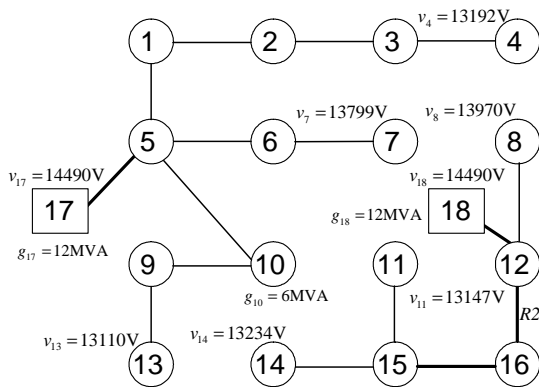 v₄ = 13192V
1 2 3 4
v₇ = 13799V v₈ = 13970V
5 6 7 8
v₁₇ = 14490V v₁₈ = 14490V
17 18
g₁₈ = 12MVA
g₁₇ = 12MVA
9 10 11 12
g₁₀ = 6MVA v₁₁ = 13147V
R2
v₁₃ = 13110V v₁₄ = 13234V
13 14 15 16